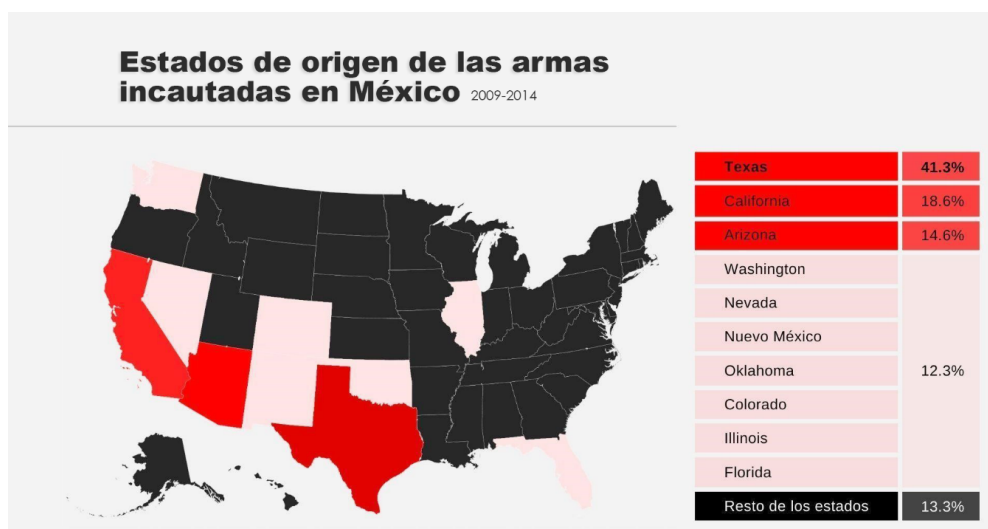 Estados de origen de las armas
incautadas en México 2009-2014
Texas 41.3%
California 18.6%
Arizona 14.6%
Washington
Nevada
Nuevo México
Oklahoma 12.3%
Colorado
Illinois
Florida
Resto de los estados 13.3%